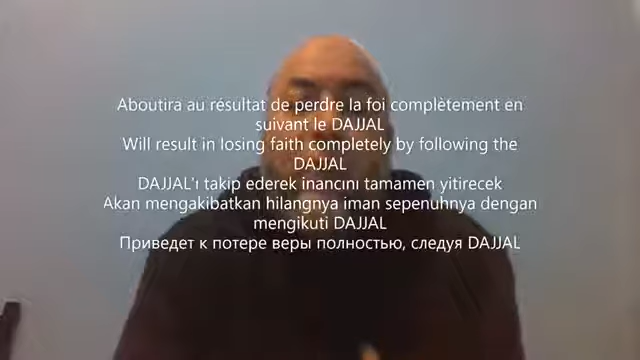 Aboutira au résultat de perdre la foi complètement en
suivant le DAJJAL
Will result in losing faith completely by following the
DAJJAL
DAJJAL'ı takip ederek inancını tamamen yitirecek
Akan mengakibatkan hilangnya iman sepenuhnya dengan
mengikuti DAJJAL
Приведет к потере веры полностью, следуя DAJJAL